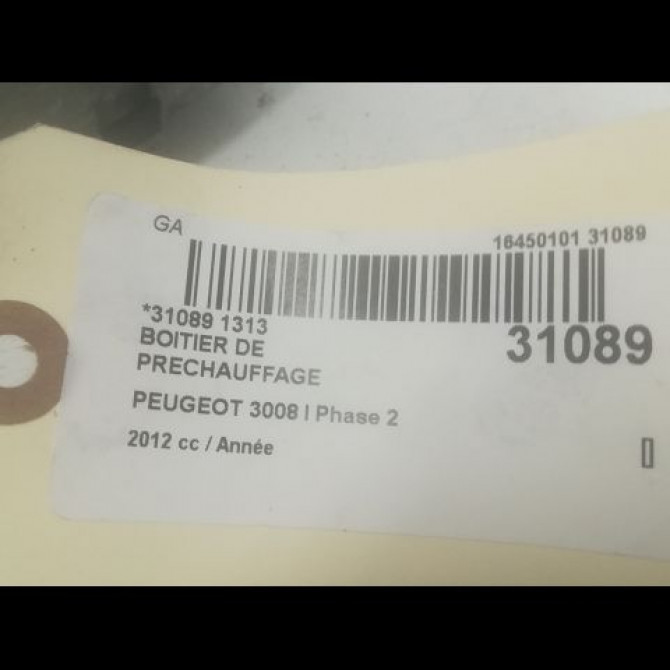 GA
16450101 31089
*31089 1313
31089
BOITIER DE
PRECHAUFFAGE
PEUGEOT 3008 I Phase 2
2012 cc / Année